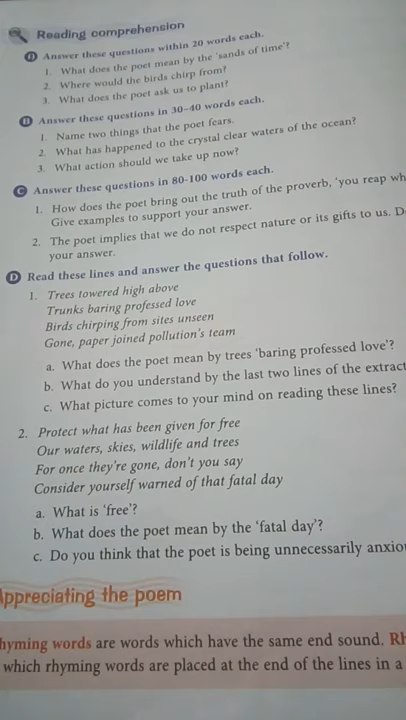 Reading comprehension
A Answer these questions within 20 words each.
1. What does the poet mean by the 'sands of time'?
2. Where would the birds chirp from?
3. What does the poet ask us to plant?
B Answer these questions in 30–40 words each.
1. Name two things that the poet fears.
2. What has happened to the crystal clear waters of the ocean?
3. What action should we take up now?
C Answer these questions in 80-100 words each.
1. How does the poet bring out the truth of the proverb, 'you reap wh
Give examples to support your answer.
2. The poet implies that we do not respect nature or its gifts to us. D
your answer.
D Read these lines and answer the questions that follow.
1. Trees towered high above
Trunks baring professed love
Birds chirping from sites unseen
Gone, paper joined pollution's team
a. What does the poet mean by trees 'baring professed love'?
b. What do you understand by the last two lines of the extract
c. What picture comes to your mind on reading these lines?
2. Protect what has been given for free
Our waters, skies, wildlife and trees
For once they're gone, don't you say
Consider yourself warned of that fatal day
a. What is 'free'?
b. What does the poet mean by the 'fatal day'?
c. Do you think that the poet is being unnecessarily anxio
Appreciating the poem
hyming words are words which have the same end sound. Rh
which rhyming words are placed at the end of the lines in a